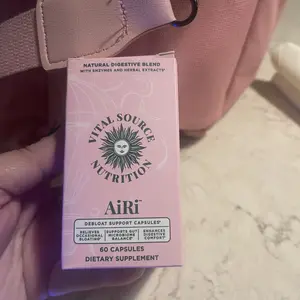 NATURAL DIGESTIVE BLEND
WITH ENZYMES AND HERBAL EXTRACTS†
VITAL SOURCE
NUTRITION
AiRi™
DEBLOAT SUPPORT CAPSULES†
RELIEVES OCCASIONAL BLOATING†
SUPPORTS GUT MICROBIOME BALANCE†
ENHANCES DIGESTIVE COMFORT†
60 CAPSULES
DIETARY SUPPLEMENT